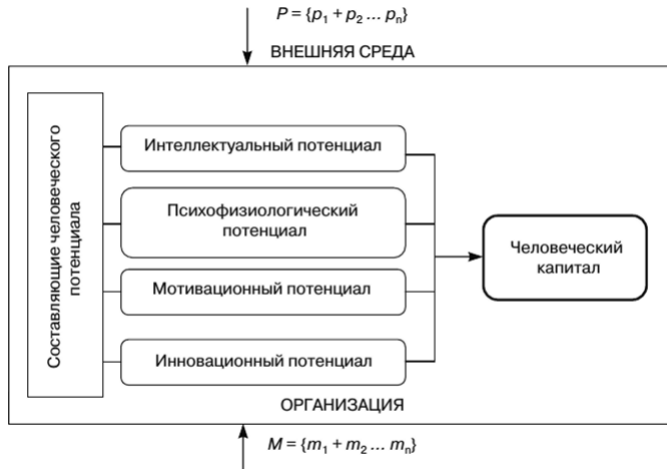 P = {p₁ + p₂ ... pₙ}
ВНЕШНЯЯ СРЕДА
Составляющие человеческого
потенциала
Интеллектуальный потенциал
Психофизиологический
потенциал
Мотивационный потенциал
Инновационный потенциал
Человеческий
капитал
ОРГАНИЗАЦИЯ
M = {m₁ + m₂ ... mₙ}